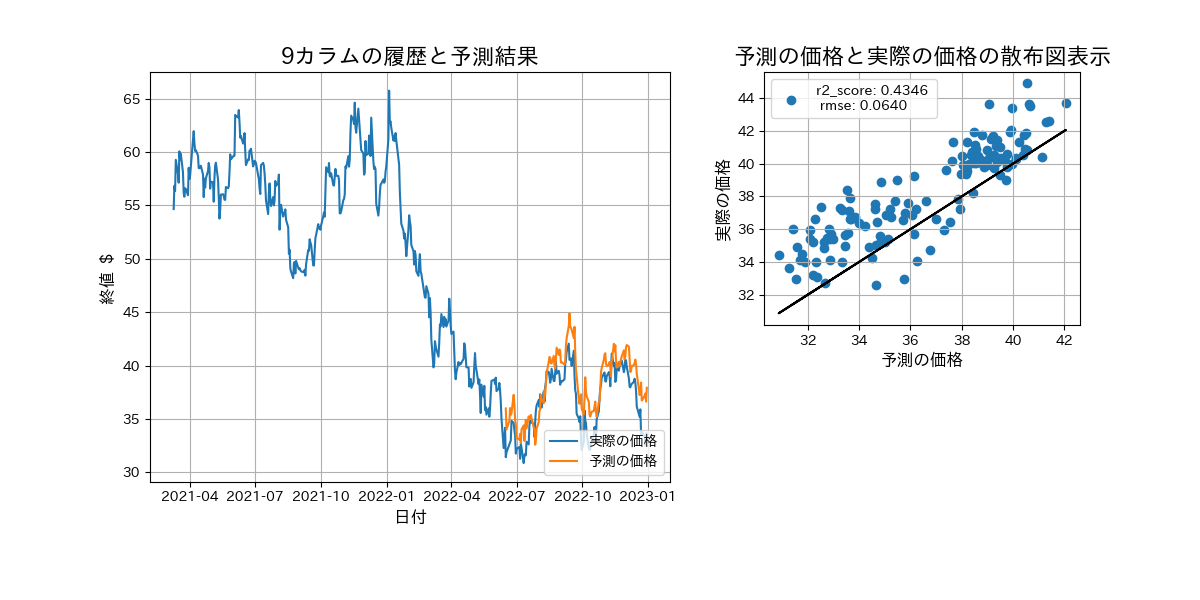 9カラムの履歴と予測結果
終値 $
65
60
55
50
45
40
35
30
実際の価格
予測の価格
2021-04 2021-07 2021-10 2022-01 2022-04 2022-07 2022-10 2023-01
日付
予測の価格と実際の価格の散布図表示
実際の価格
r2_score: 0.4346
rmse: 0.0640
44
42
40
38
36
34
32
32 34 36 38 40 42
予測の価格